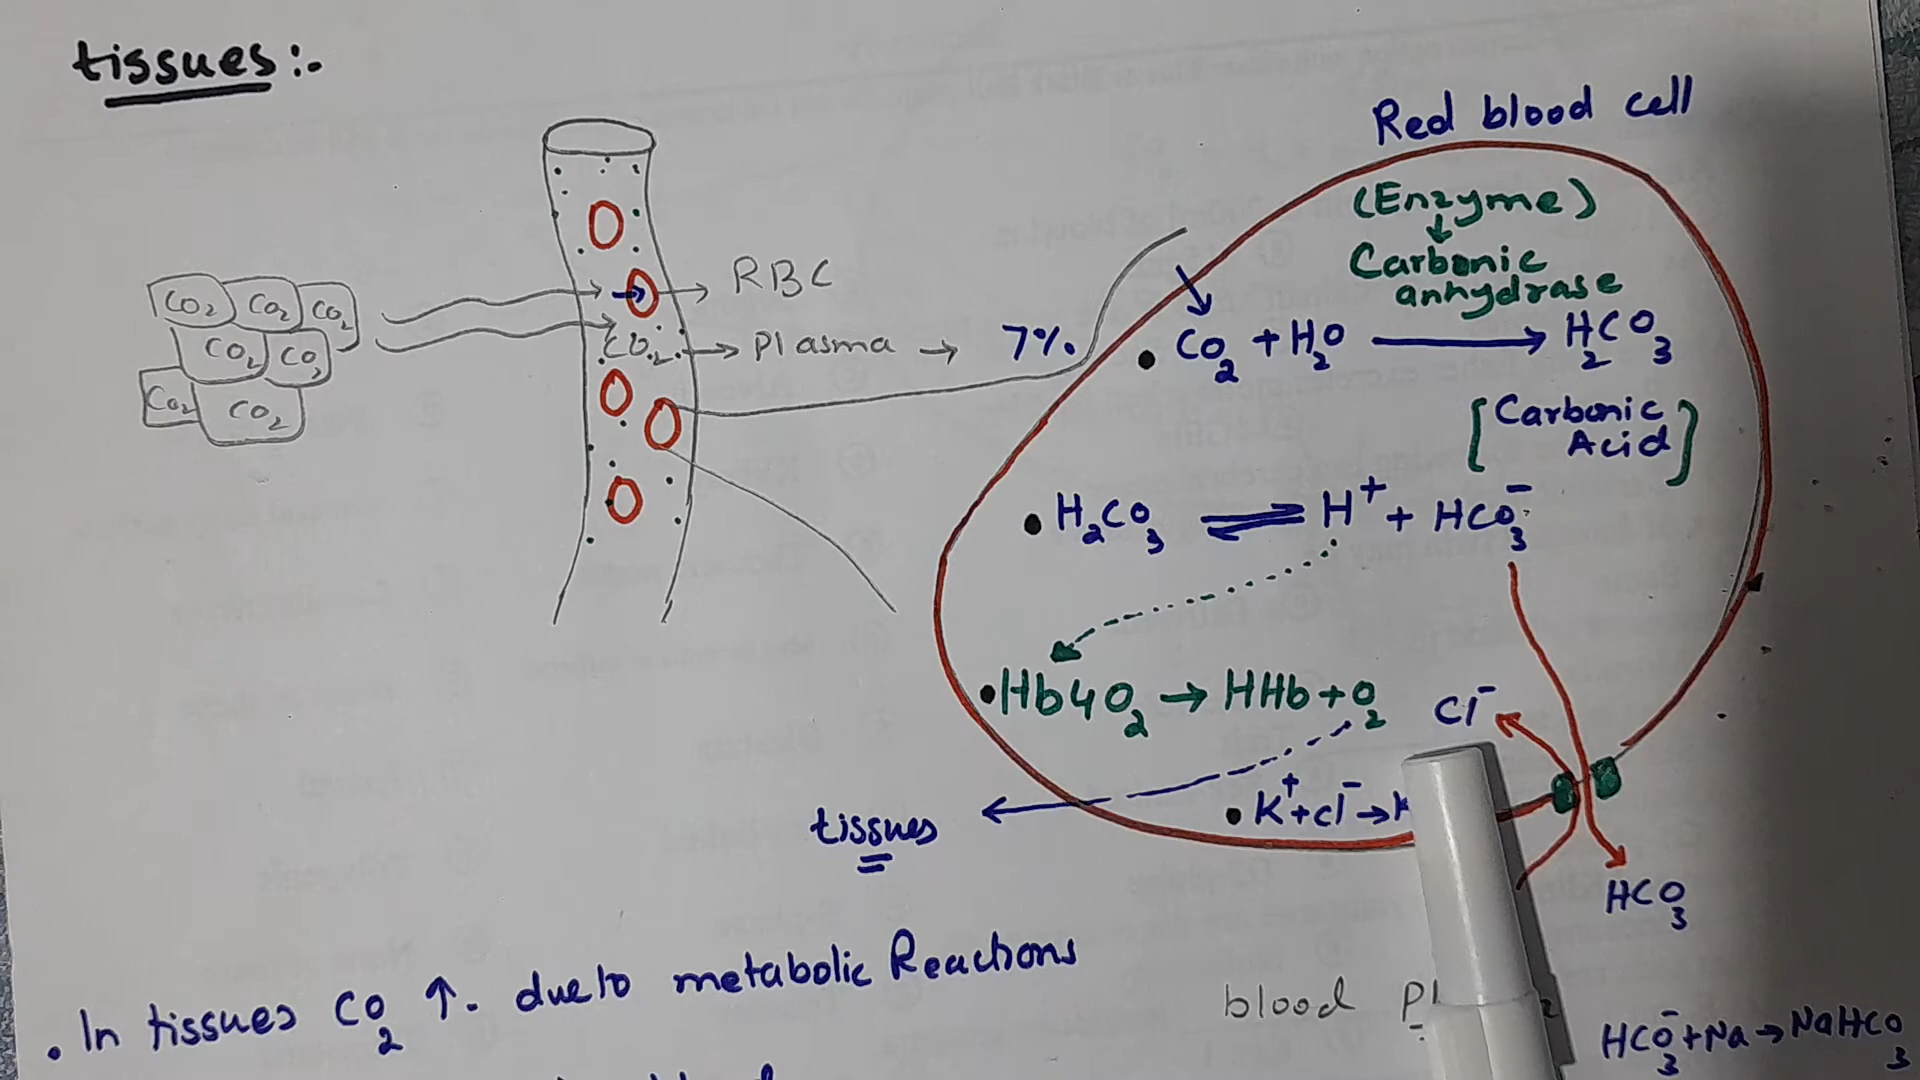 tissues:-
Red blood cell
(Enzyme)
↓
Carbonic
anhydrase
CO2 CO2 CO2
CO2 CO2
CO2 CO2
→ RBC
CO2 → Plasma → 7%
• CO2 + H2O → H2CO3
[Carbonic
Acid]
• H2CO3 ⇌ H+ + HCO3-
• Hb4O2 → HHb + O2
Cl-
• K+ + Cl- →
tissues
HCO3
• In tissues CO2 ↑. due to metabolic Reactions
blood
HCO3- + Na → NaHCO3